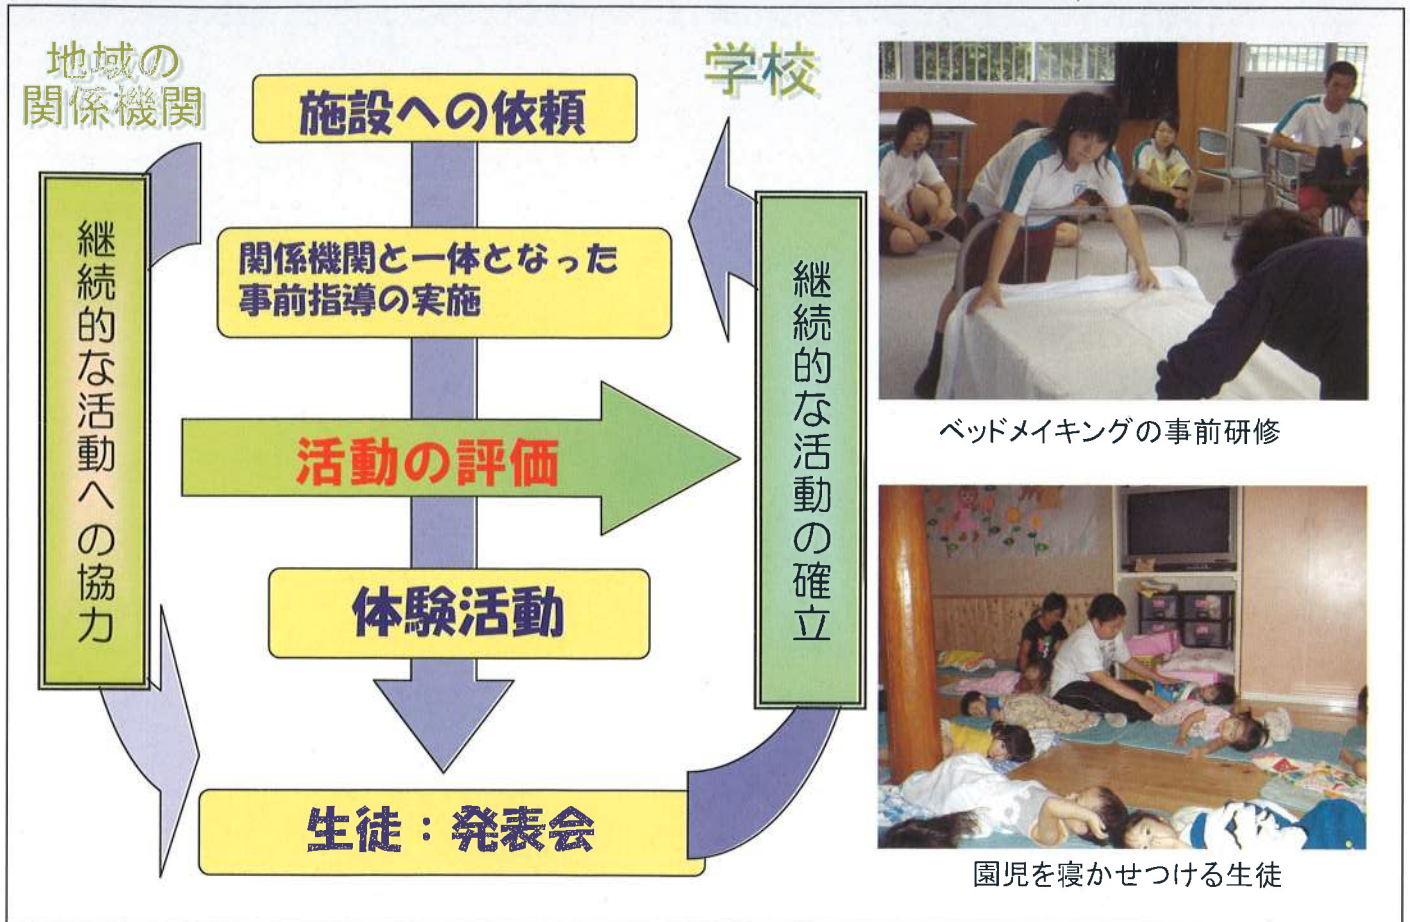 地域の
関係機関
学校
施設への依頼
関係機関と一体となった
事前指導の実施
活動の評価
体験活動
生徒：発表会
継続的な活動への協力
継続的な活動の確立
ベッドメイキングの事前研修
園児を寝かせつける生徒